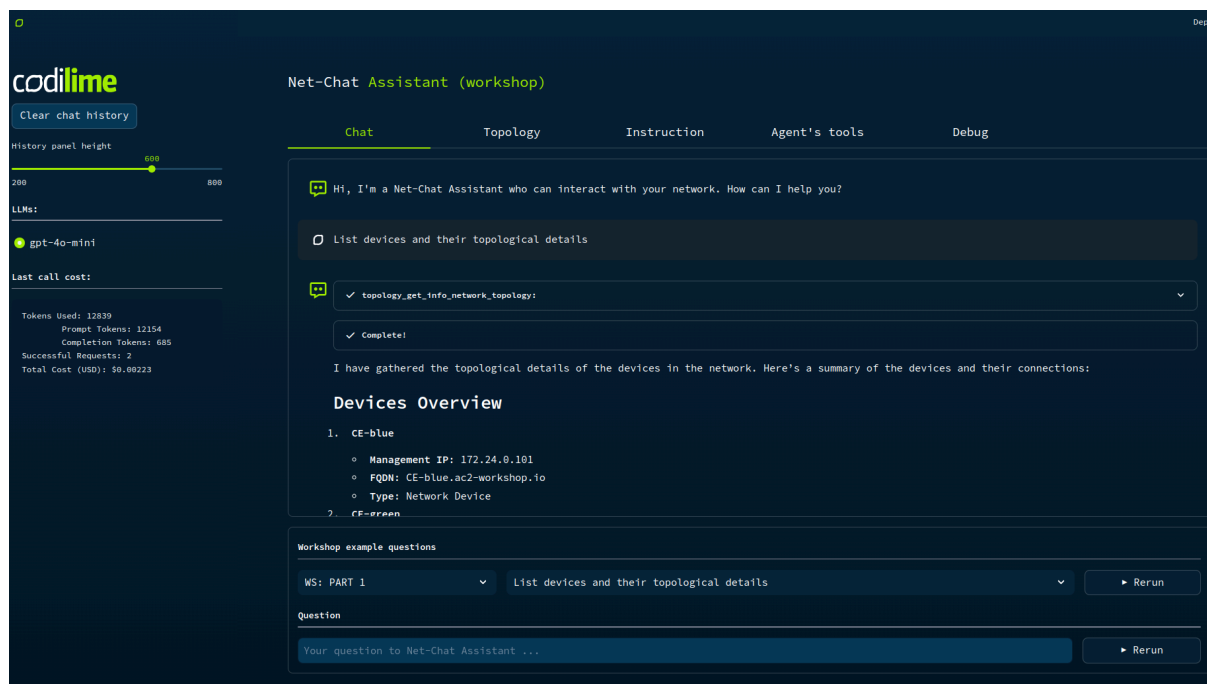 Dep
codilime
Clear chat history
History panel height
600
200 800
LLMs:
gpt-4o-mini
Last call cost:
Tokens Used: 12839
Prompt Tokens: 12154
Completion Tokens: 685
Successful Requests: 2
Total Cost (USD): $0.00223
Net-Chat Assistant (workshop)
Chat Topology Instruction Agent's tools Debug
Hi, I'm a Net-Chat Assistant who can interact with your network. How can I help you?
List devices and their topological details
topology_get_info_network_topology:
Complete!
I have gathered the topological details of the devices in the network. Here's a summary of the devices and their connections:
Devices Overview
1. CE-blue
Management IP: 172.24.0.101
FQDN: CE-blue.ac2-workshop.io
Type: Network Device
2. CE-green
Workshop example questions
WS: PART 1 List devices and their topological details Rerun
Question
Your question to Net-Chat Assistant ... Rerun